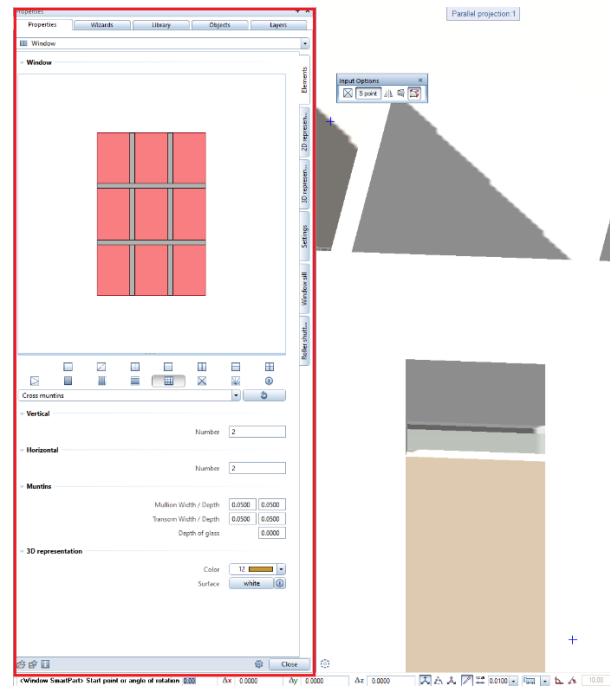 Properties
Parallel projection:1
Properties Wizards Library Objects Layers
Window
Window
Elements
2D represen...
3D represen...
Settings
Window sill
Roller shutt...
Input Options
5 point
Cross muntins
Vertical
Number 2
Horizontal
Number 2
Muntins
Mullion Width / Depth 0.0500 0.0500
Transom Width / Depth 0.0500 0.0500
Depth of glass 0.0000
3D representation
Color 12
Surface white
Close
<Window SmartPart> Start point or angle of rotation 0.00 Δx 0.0000 Δy 0.0000 Δz 0.0000 0.0100 10.00